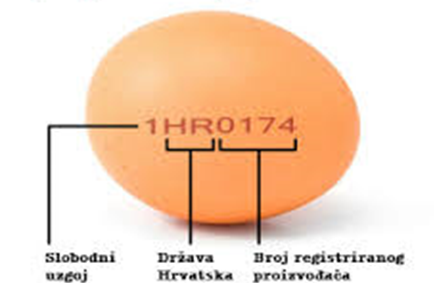 1HR0174
Slobodni
uzgoj
Država
Hrvatska
Broj registriranog
proizvođača